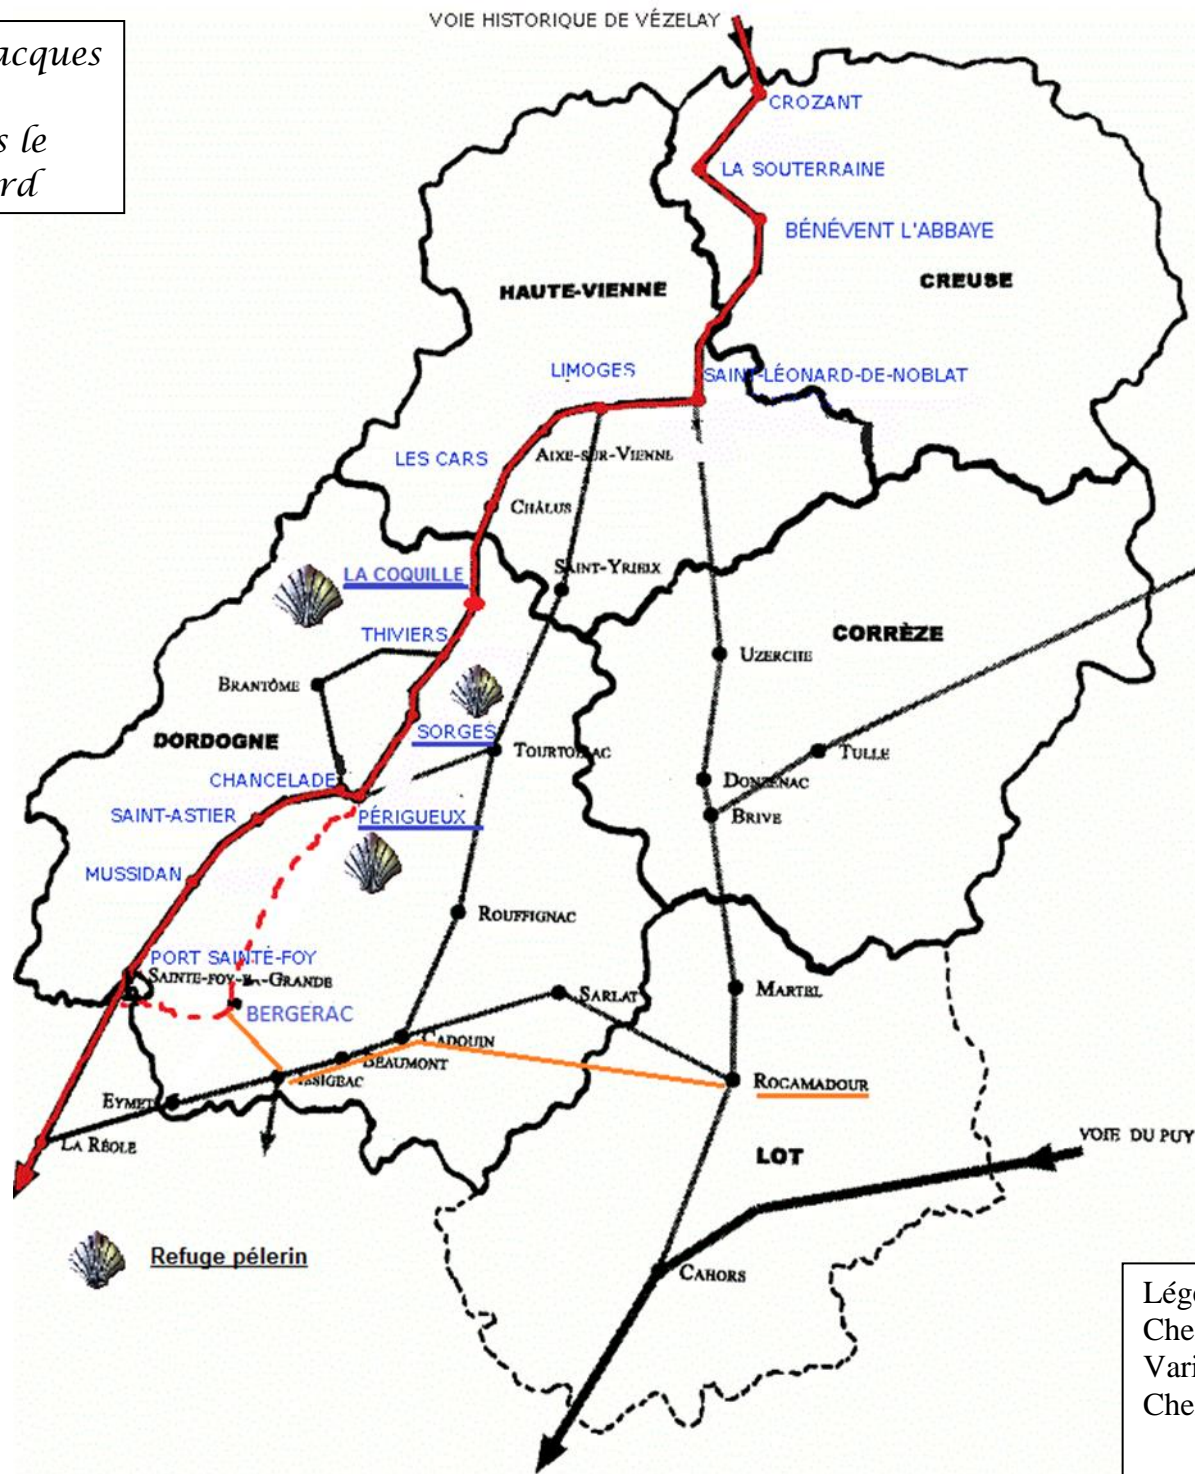 VOIE HISTORIQUE DE VÉZELAY
acques
s le
rd
CROZANT
LA SOUTERRAINE
BÉNÉVENT L'ABBAYE
HAUTE-VIENNE
CREUSE
LIMOGES
SAINT-LÉONARD-DE-NOBLAT
LES CARS
AIXE-SUR-VIENNE
CHÂLUS
SAINT-YRIEIX
LA COQUILLE
THIVIERS
CORRÈZE
UZERCHE
BRANTÔME
SORGES
DORDOGNE
TOURTOIRAC
TULLE
CHANCELADE
DONZENAC
SAINT-ASTIER
PÉRIGUEUX
BRIVE
MUSSIDAN
ROUFFIGNAC
PORT SAINTE-FOY
SAINTE-FOY-LA-GRANDE
SARLAT
MARTEL
BERGERAC
CADOUIN
BEAUMONT
ISSIGEAC
ROCAMADOUR
EYMET
LA RÉOLE
LOT
VOIE DU PUY
Refuge pélerin
CAHORS
Lég
Che
Vari
Che